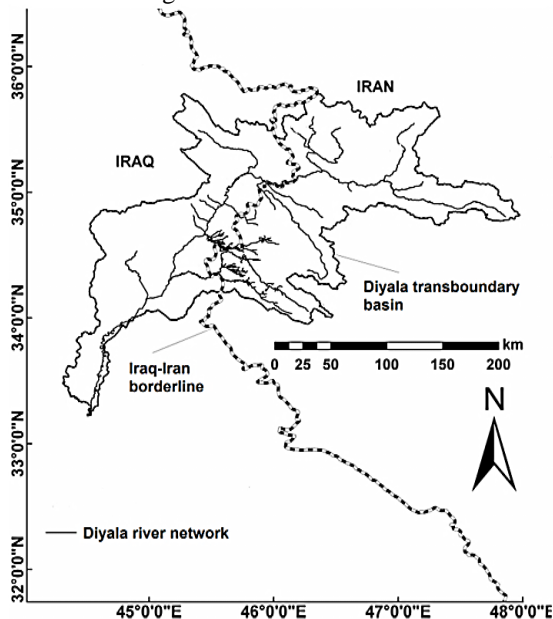 IRAN
IRAQ
Diyala transboundary
basin
km
0 25 50 100 150 200
Iraq-Iran
borderline
N
Diyala river network
36°0'0"N
35°0'0"N
34°0'0"N
33°0'0"N
32°0'0"N
45°0'0"E
46°0'0"E
47°0'0"E
48°0'0"E